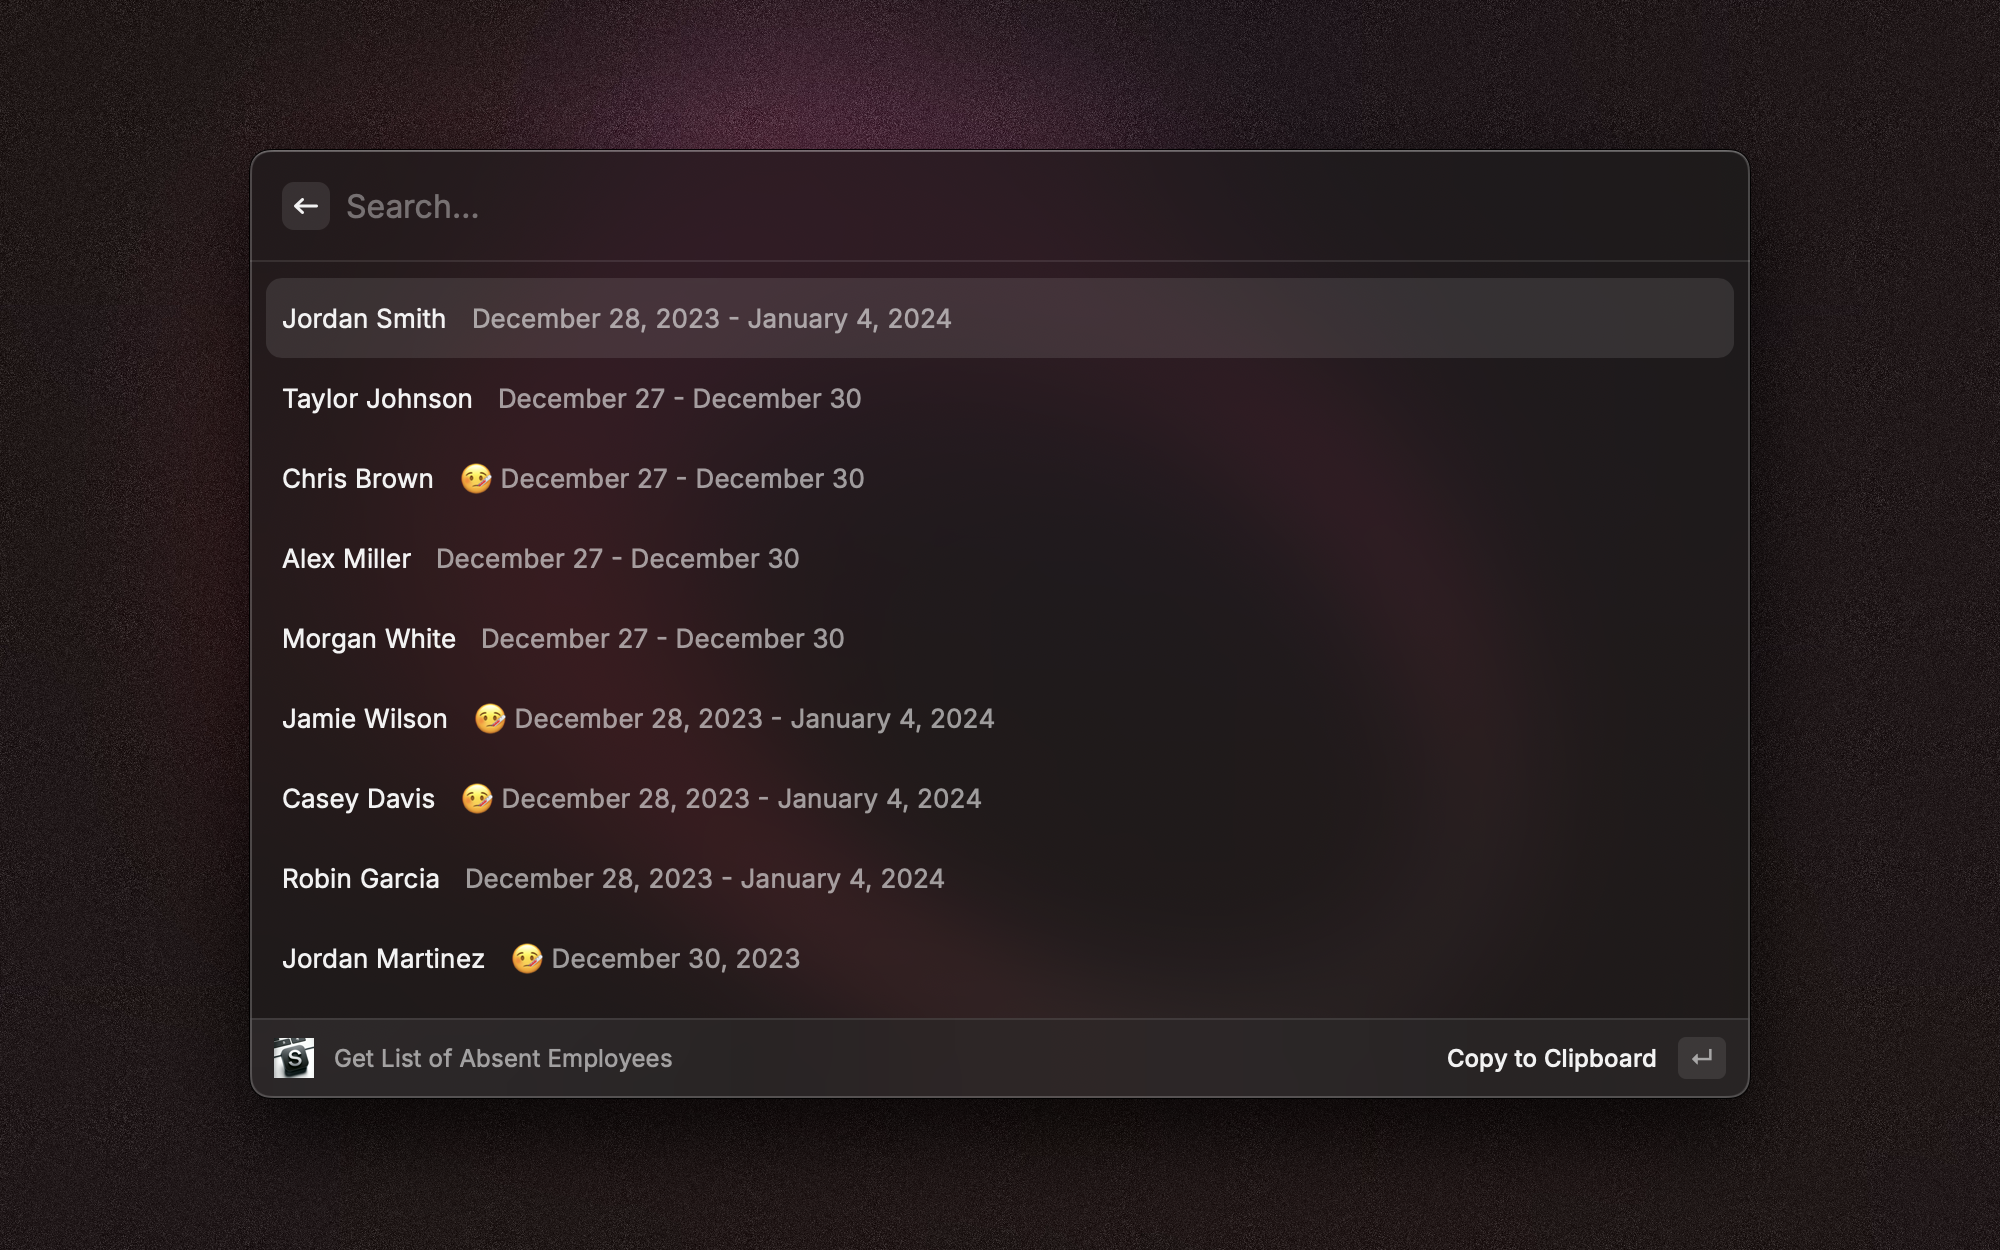 Search...
Jordan Smith December 28, 2023 - January 4, 2024
Taylor Johnson December 27 - December 30
Chris Brown 🤒 December 27 - December 30
Alex Miller December 27 - December 30
Morgan White December 27 - December 30
Jamie Wilson 🤒 December 28, 2023 - January 4, 2024
Casey Davis 🤒 December 28, 2023 - January 4, 2024
Robin Garcia December 28, 2023 - January 4, 2024
Jordan Martinez 🤒 December 30, 2023
S Get List of Absent Employees Copy to Clipboard